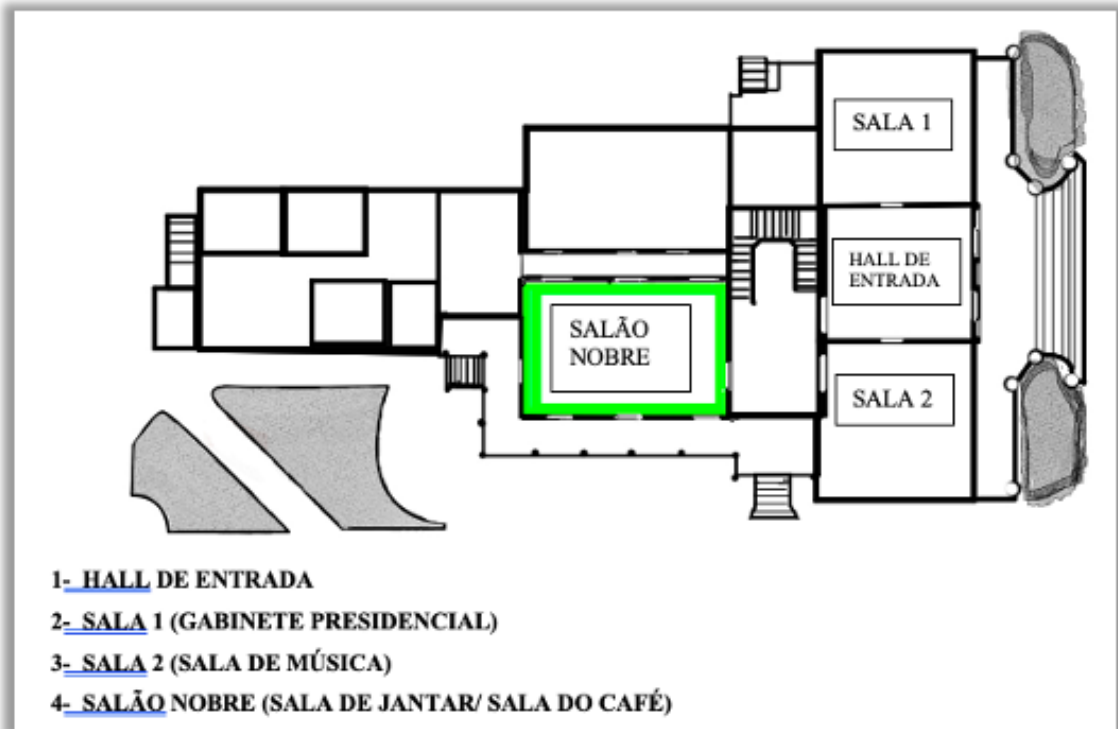 SALA 1
HALL DE
ENTRADA
SALÃO
NOBRE
SALA 2
1- HALL DE ENTRADA
2- SALA 1 (GABINETE PRESIDENCIAL)
3- SALA 2 (SALA DE MÚSICA)
4- SALÃO NOBRE (SALA DE JANTAR/ SALA DO CAFÉ)